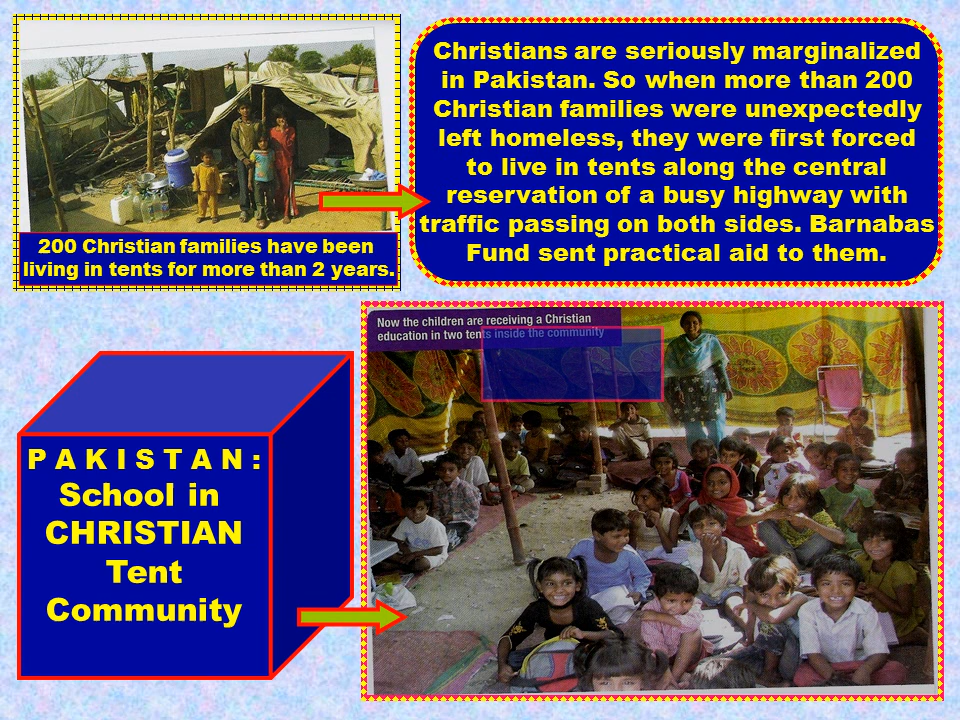 200 Christian families have been
living in tents for more than 2 years.
Christians are seriously marginalized
in Pakistan. So when more than 200
Christian families were unexpectedly
left homeless, they were first forced
to live in tents along the central
reservation of a busy highway with
traffic passing on both sides. Barnabas
Fund sent practical aid to them.
P A K I S T A N :
School in
CHRISTIAN
Tent
Community
Now the children are receiving a Christian
education in two tents inside the community